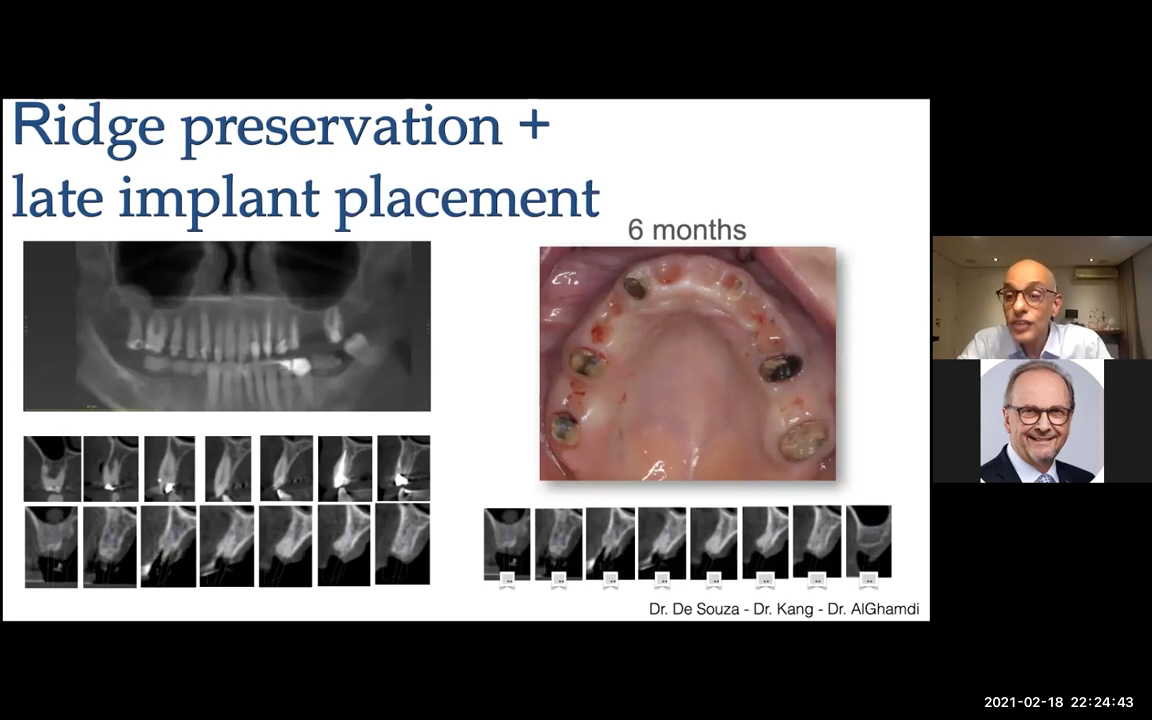 Ridge preservation +
late implant placement
6 months
Dr. De Souza - Dr. Kang - Dr. AlGhamdi
2021-02-18 22:24:43